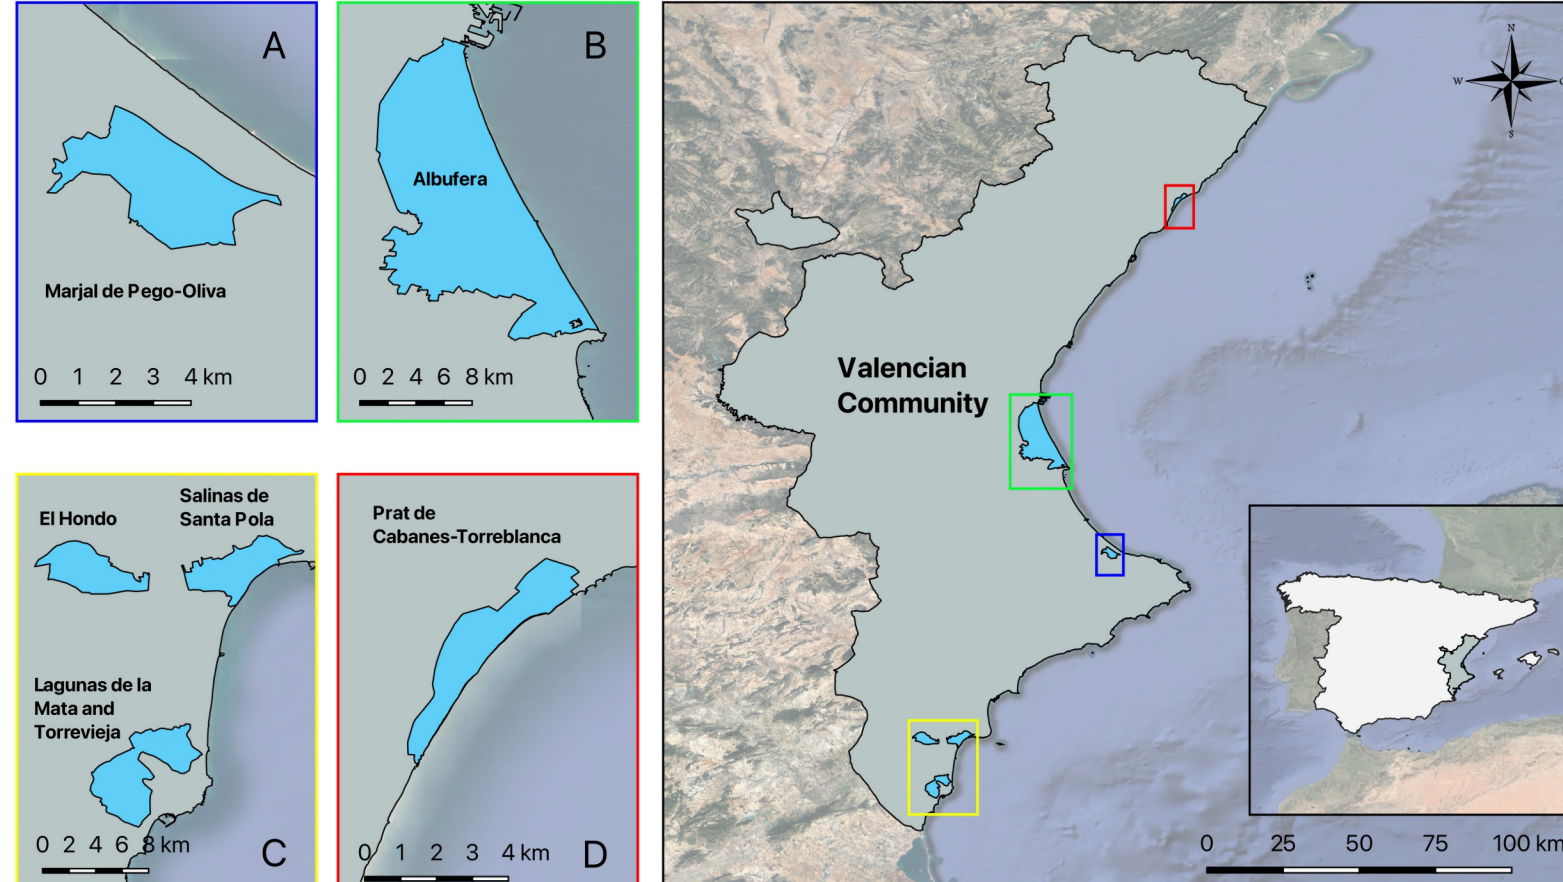 A
Marjal de Pego-Oliva
0 1 2 3 4 km
B
Albufera
0 2 4 6 8 km
El Hondo
Salinas de
Santa Pola
Lagunas de la
Mata and
Torrevieja
0 2 4 6 8 km
C
Prat de
Cabanes-Torreblanca
0 1 2 3 4 km
D
Valencian
Community
N
W
S
0 25 50 75 100 km